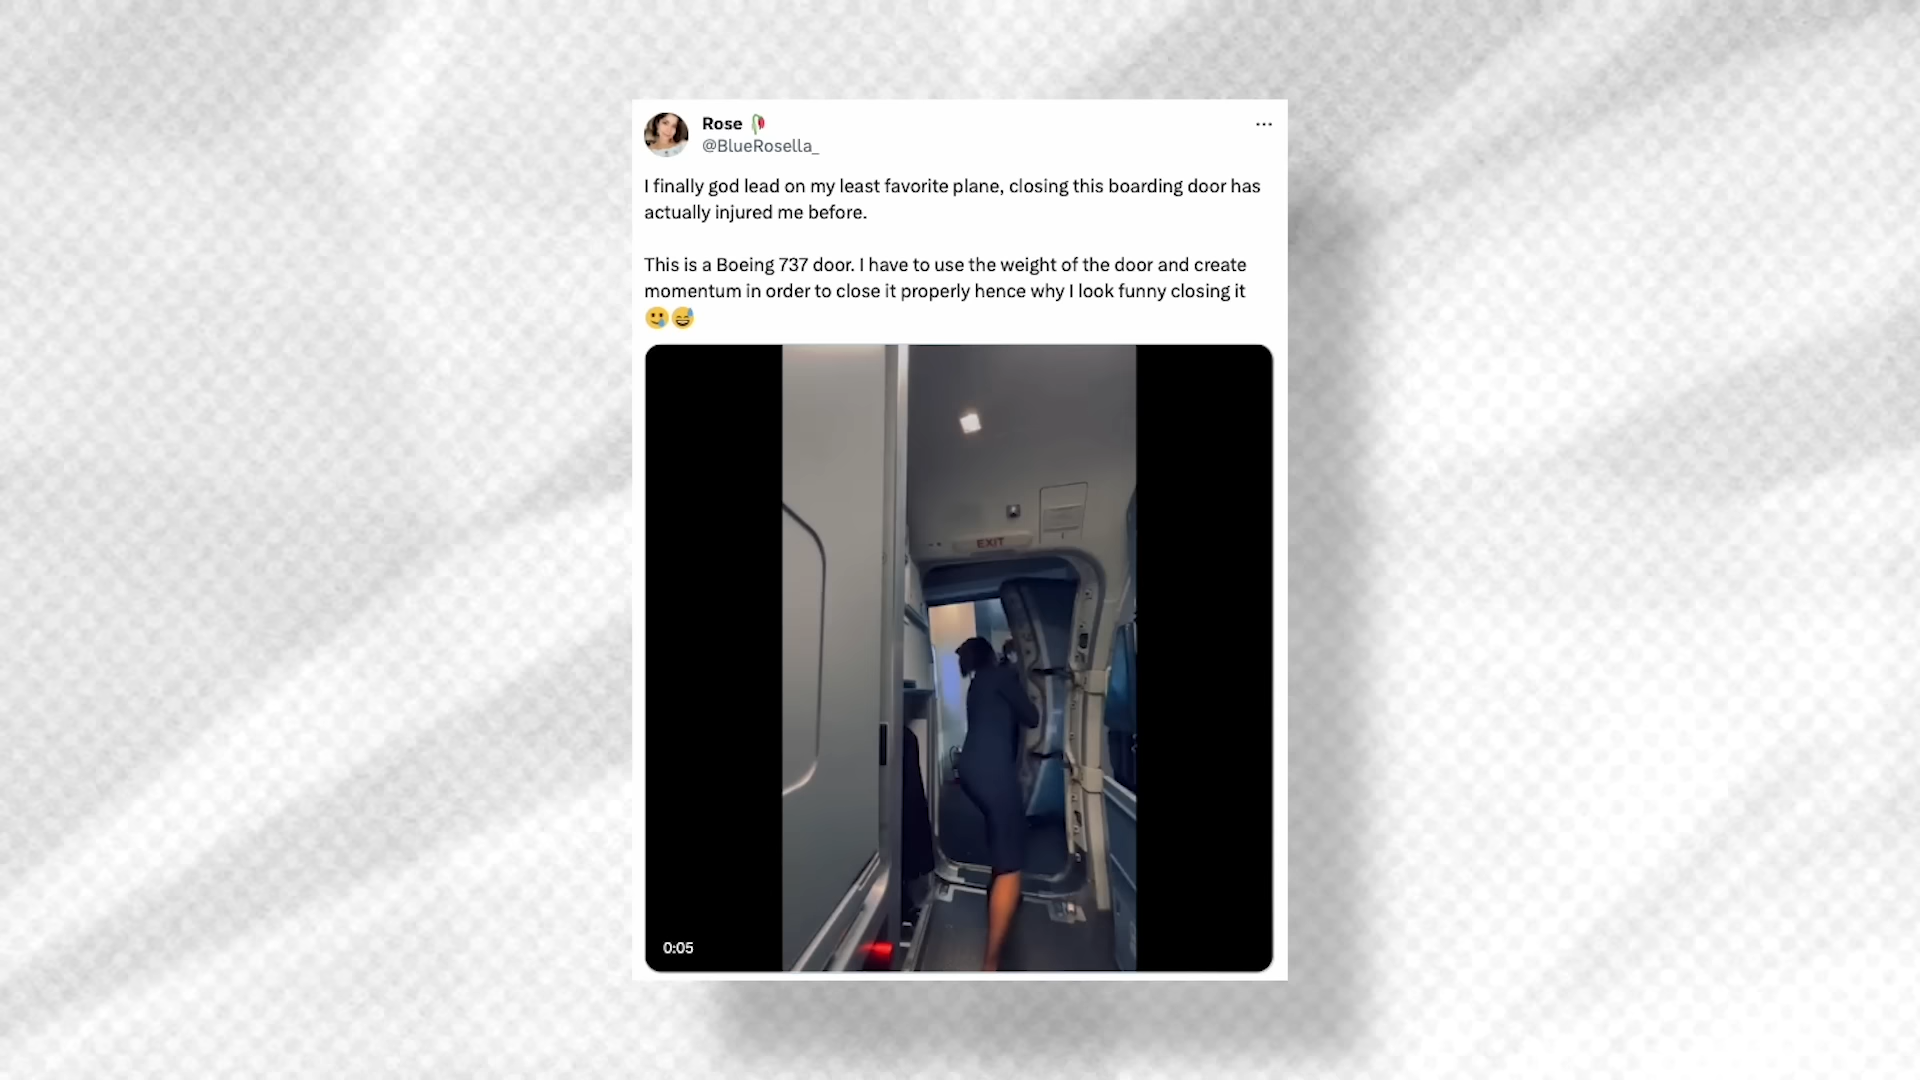 Rose 🥀
@BlueRosella_
I finally god lead on my least favorite plane, closing this boarding door has
actually injured me before.
This is a Boeing 737 door. I have to use the weight of the door and create
momentum in order to close it properly hence why I look funny closing it
🥲😅
EXIT
0:05